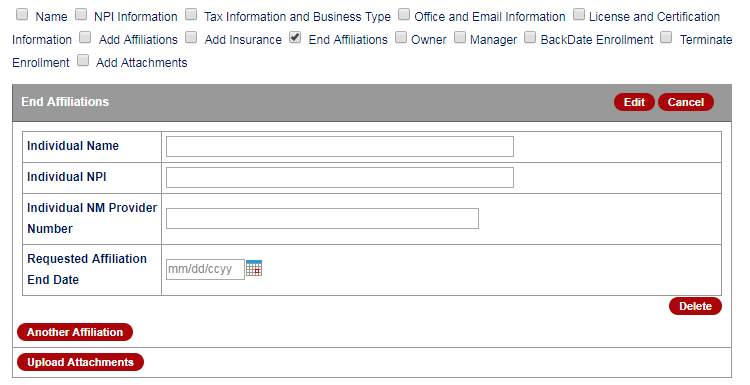 Name NPI Information Tax Information and Business Type Office and Email Information License and Certification
Information Add Affiliations Add Insurance End Affiliations Owner Manager BackDate Enrollment Terminate
Enrollment Add Attachments
End Affiliations Edit Cancel
Individual Name
Individual NPI
Individual NM Provider
Number
Requested Affiliation
End Date
mm/dd/ccyy
Delete
Another Affiliation
Upload Attachments